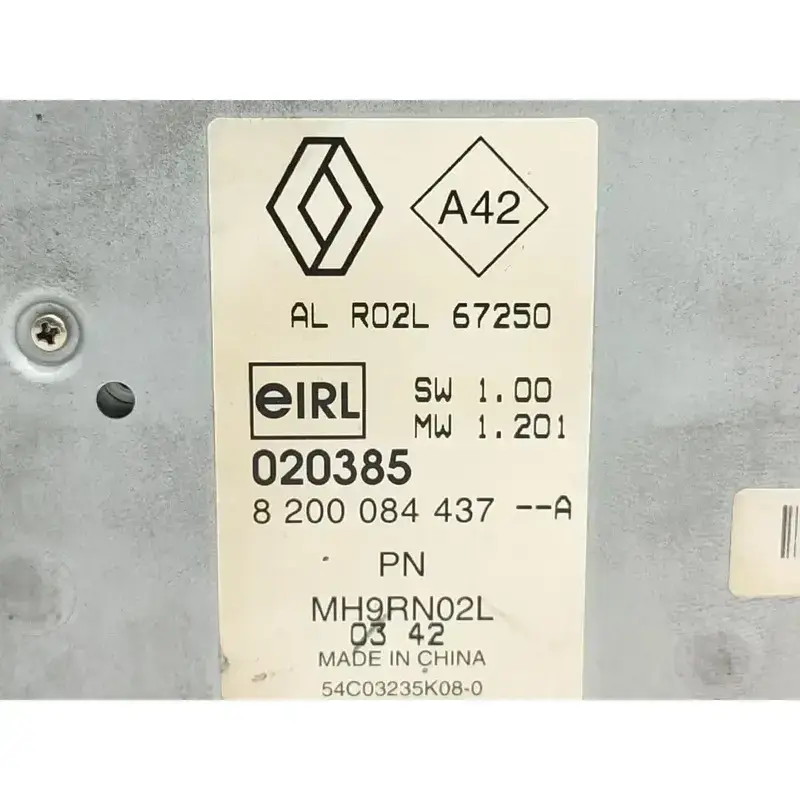 A42
AL R02L 67250
eIRL SW 1.00
MW 1.201
020385
8 200 084 437 --A
PN
MH9RN02L
03 42
MADE IN CHINA
54C03235K08-0